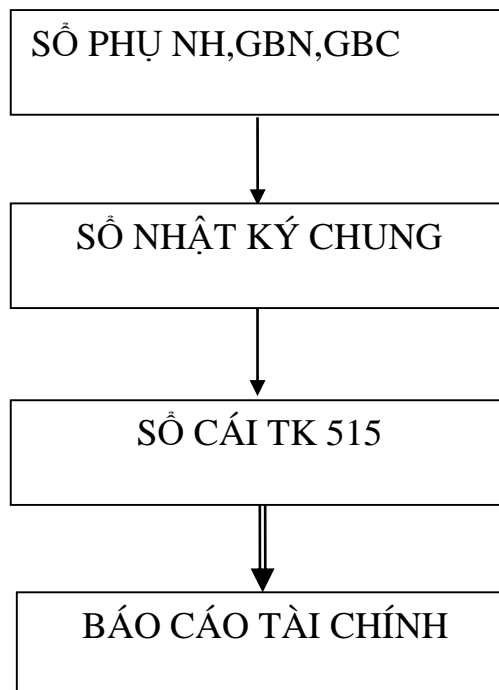 SỔ PHỤ NH,GBN,GBC
SỔ NHẬT KÝ CHUNG
SỔ CÁI TK 515
BÁO CÁO TÀI CHÍNH